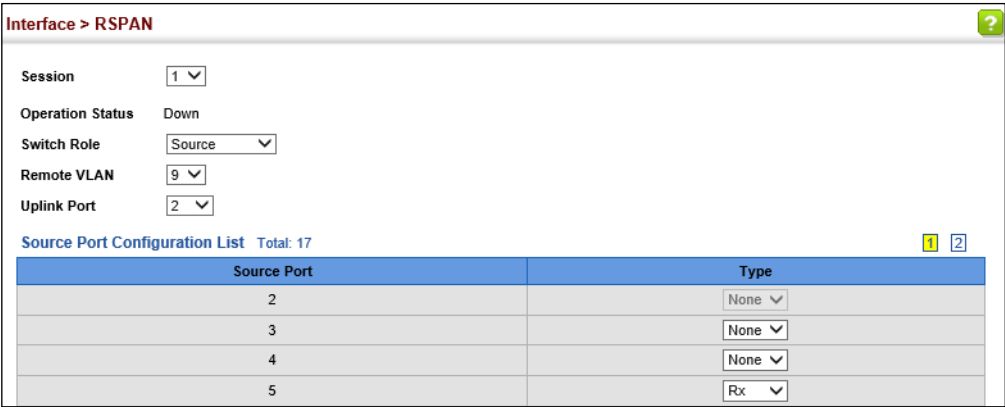 Interface > RSPAN
?
Session 1
Operation Status Down
Switch Role Source
Remote VLAN 9
Uplink Port 2
Source Port Configuration List Total: 17 1 2
Source Port Type
2 None
3 None
4 None
5 Rx